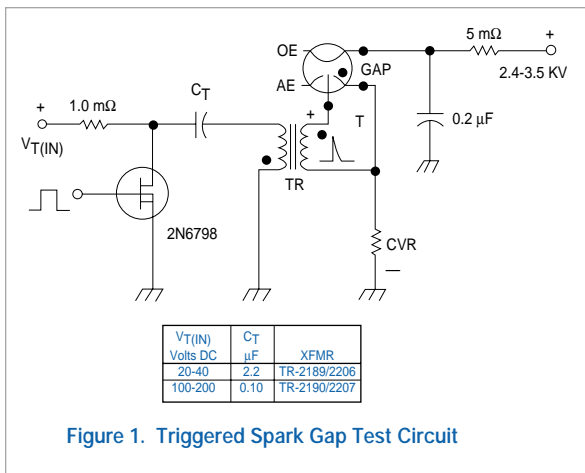 5 mΩ
+
OE
GAP
AE
2.4-3.5 KV
1.0 mΩ
CT
+
T
0.2 µF
+
VT(IN)
TR
2N6798
CVR
—
VT(IN) CT
Volts DC µF XFMR
20-40 2.2 TR-2189/2206
100-200 0.10 TR-2190/2207
Figure 1. Triggered Spark Gap Test Circuit